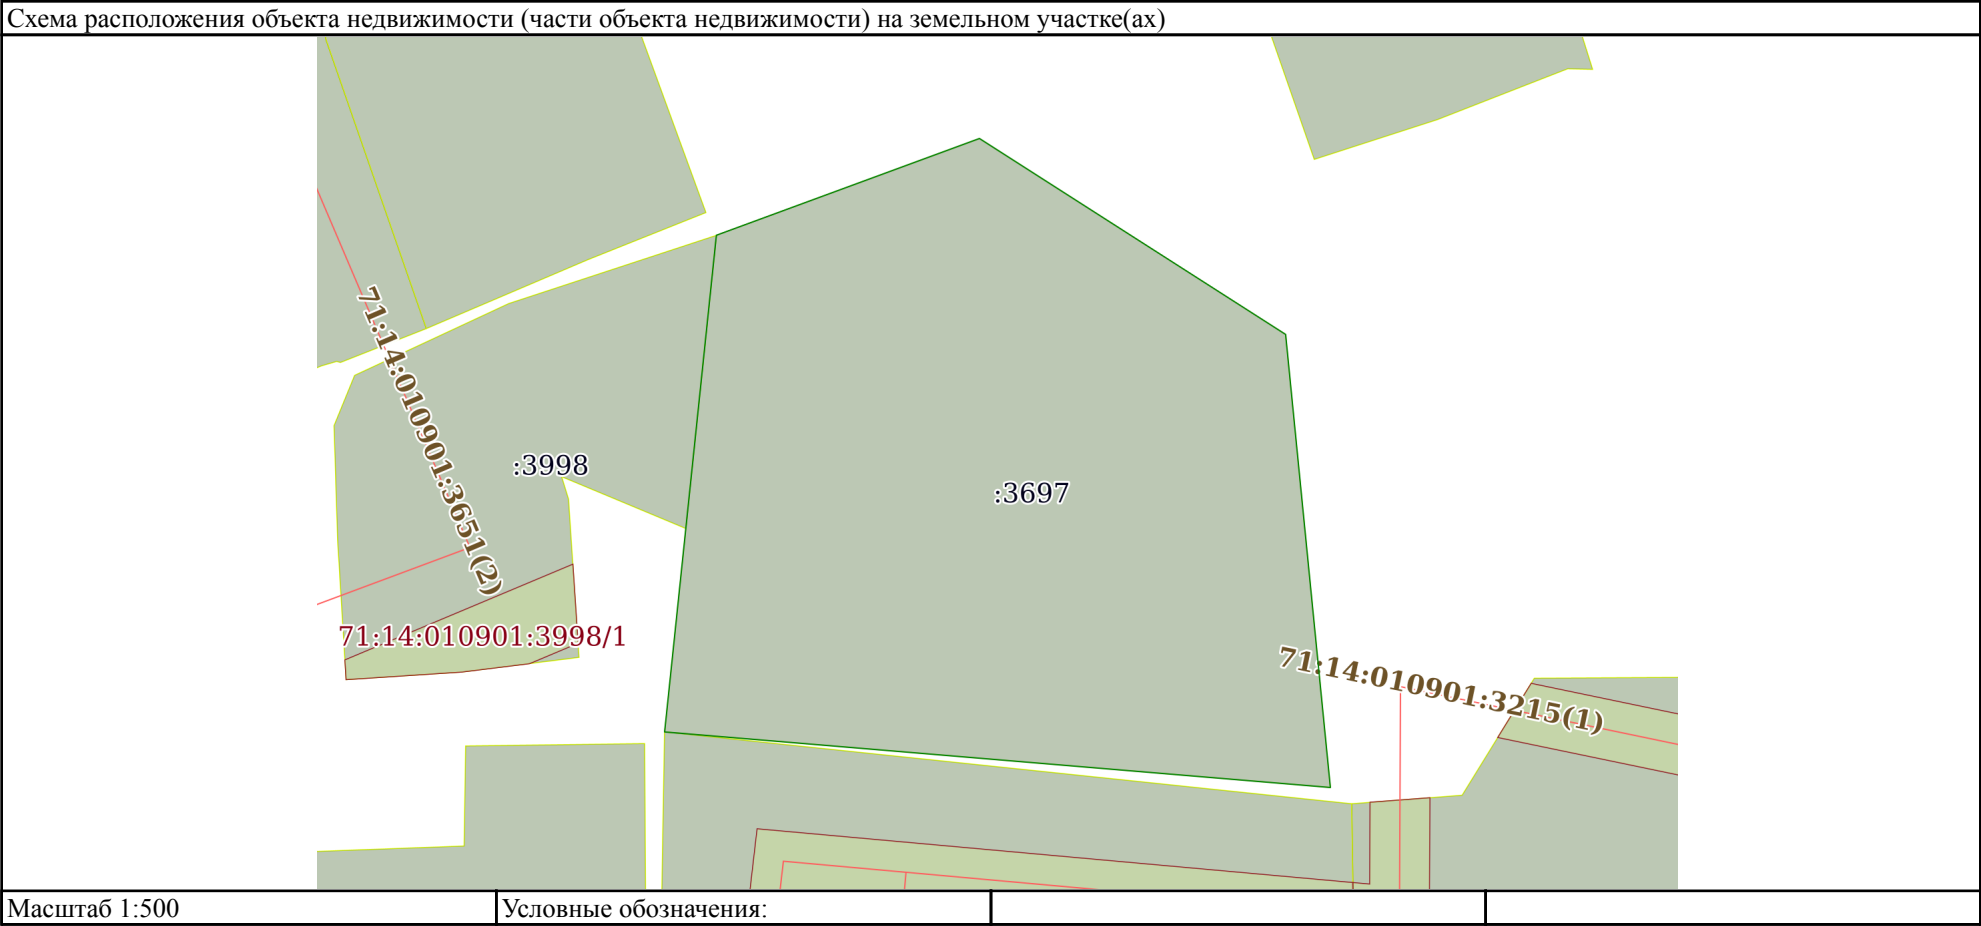 Схема расположения объекта недвижимости (части объекта недвижимости) на земельном участке(ах)
71:14:010901:3651(2)
:3998
:3697
71:14:010901:3998/1
71:14:010901:3215(1)
Масштаб 1:500
Условные обозначения: